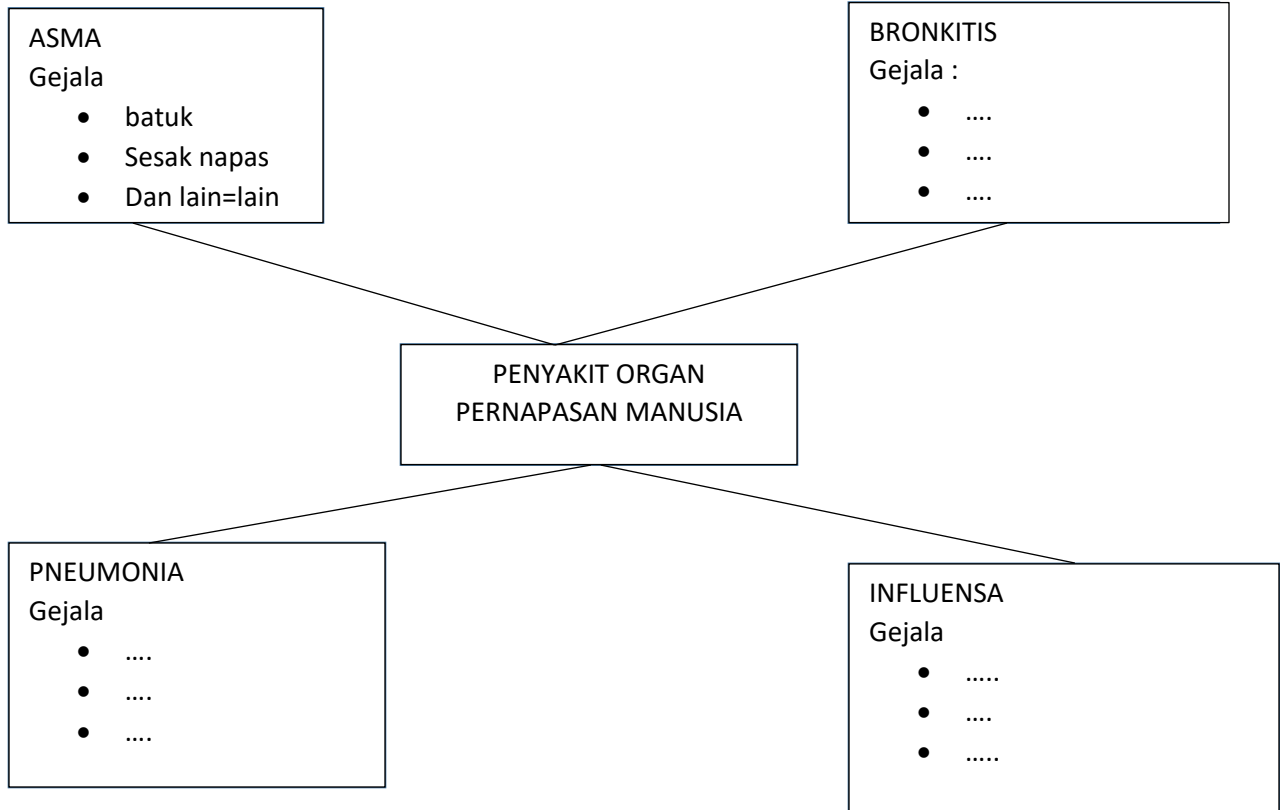 ASMA
Gejala
• batuk
• Sesak napas
• Dan lain=lain
BRONKITIS
Gejala :
• ....
• ....
• ....
PENYAKIT ORGAN
PERNAPASAN MANUSIA
PNEUMONIA
Gejala
• ....
• ....
• ....
INFLUENSA
Gejala
• .....
• ....
• .....